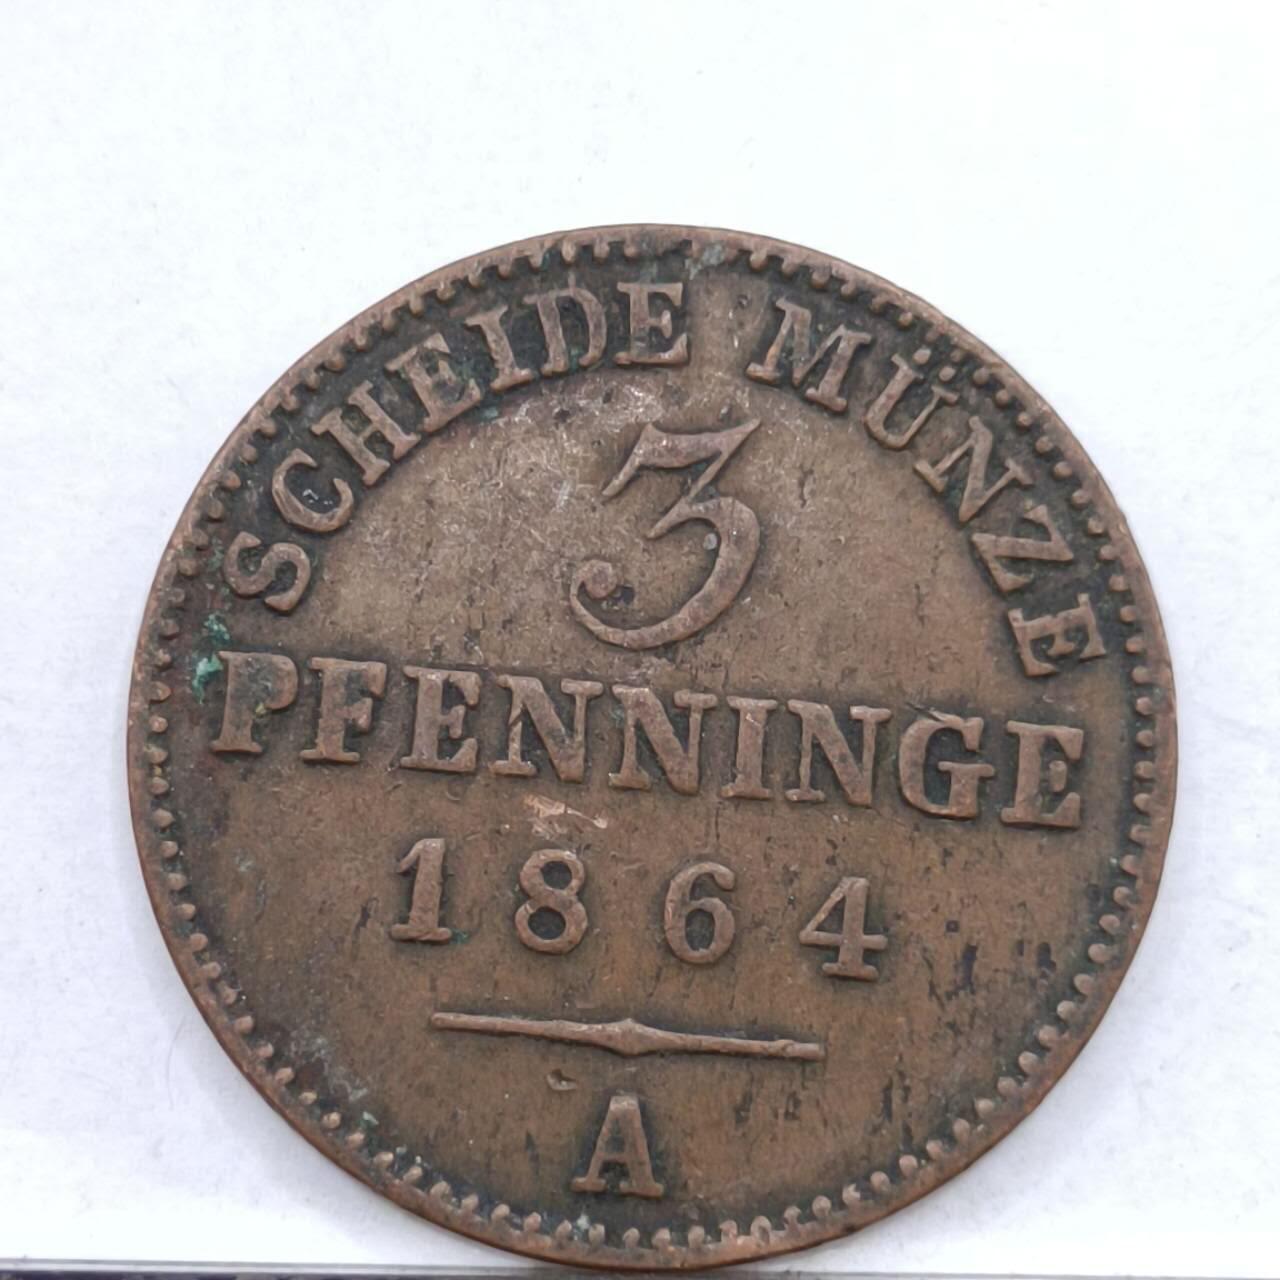 SCHEIDE MÜNZE
3
PFENNINGE
1864
A